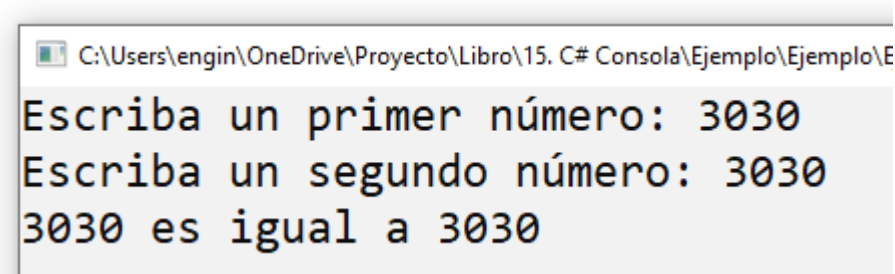 C:\Users\engin\OneDrive\Proyecto\Libro\15. C# Consola\Ejemplo\Ejemplo\
Escriba un primer número: 3030
Escriba un segundo número: 3030
3030 es igual a 3030